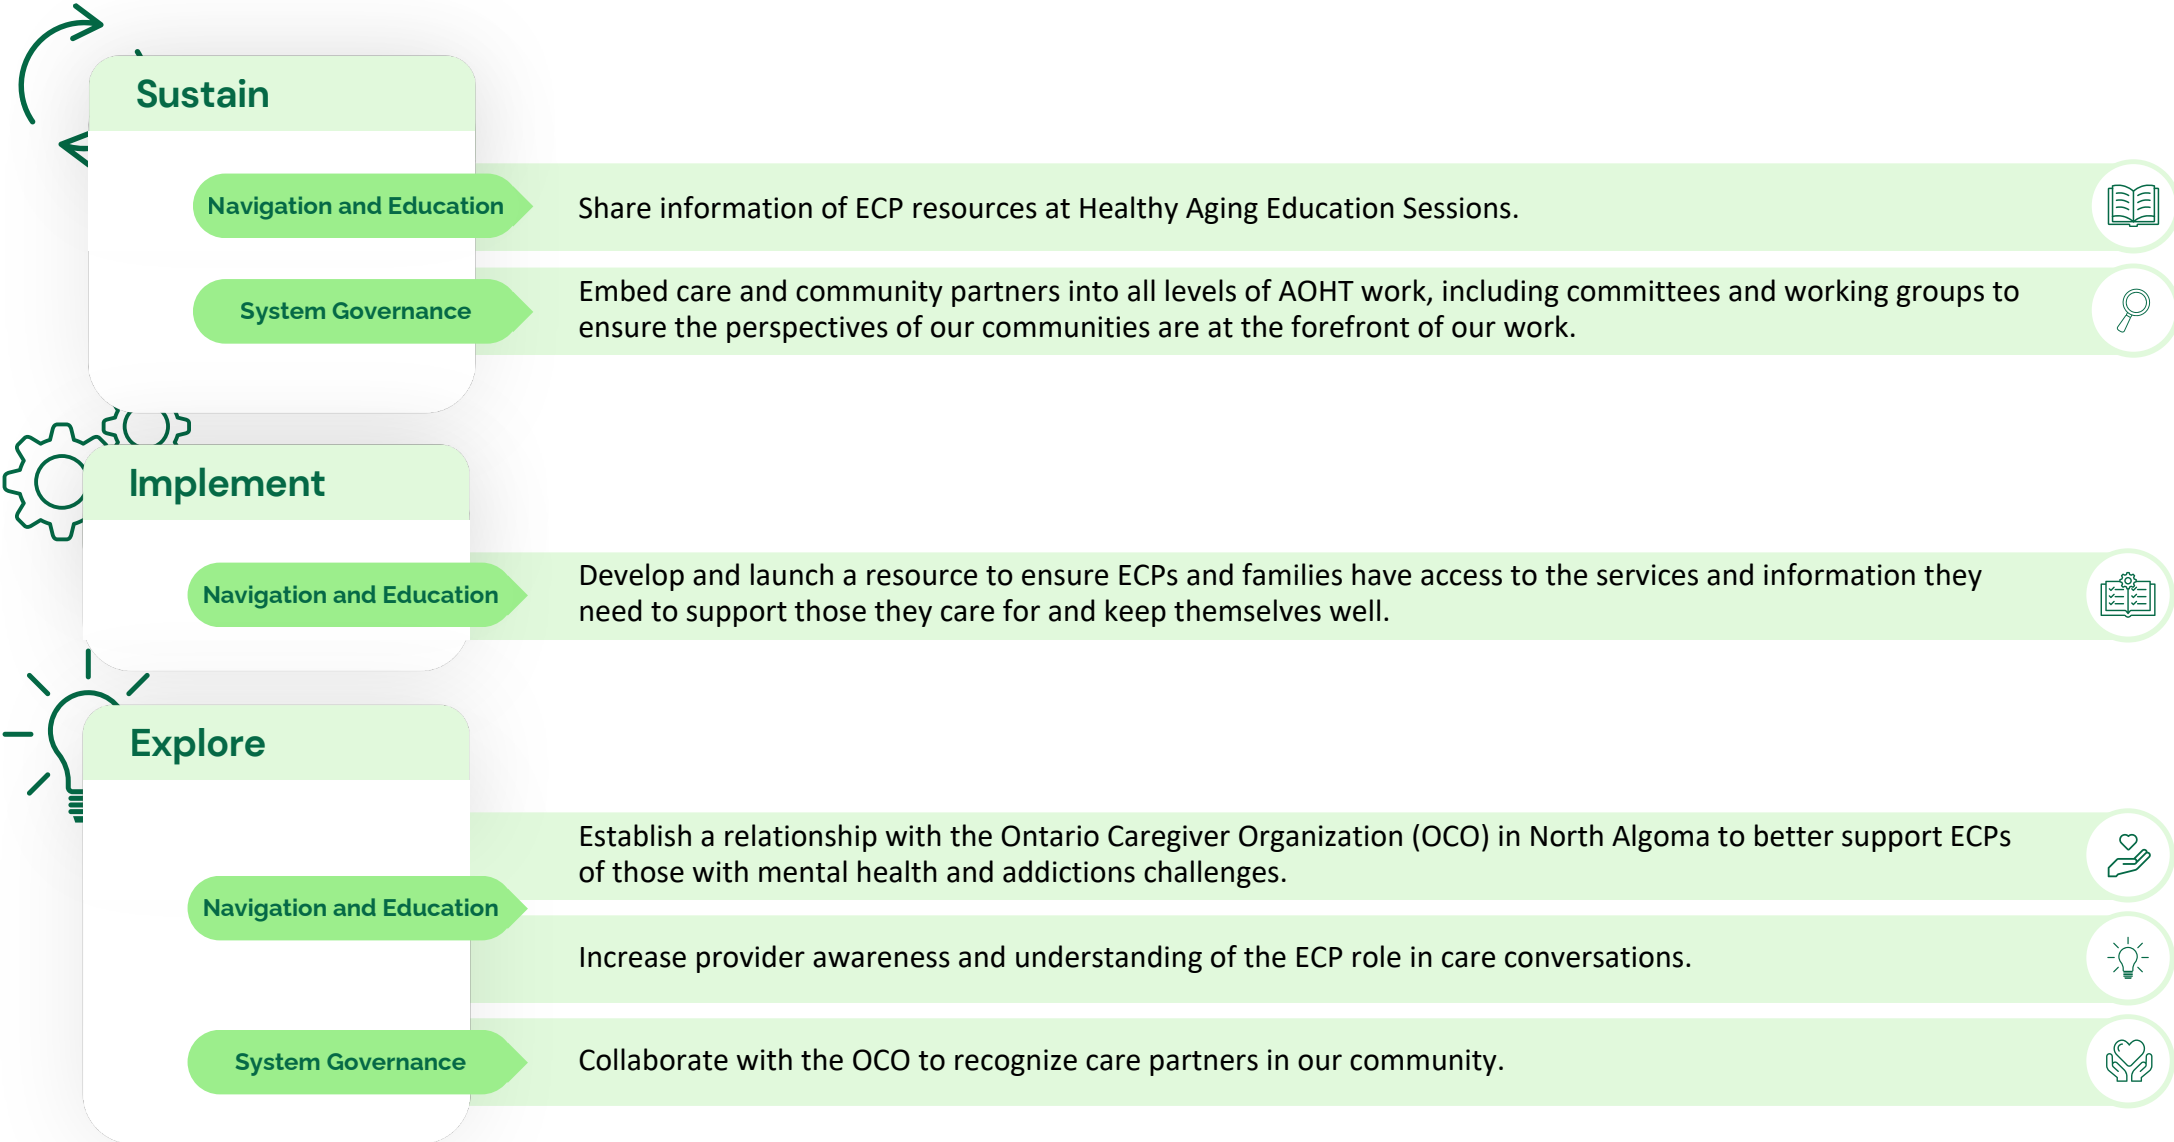 Sustain
Navigation and Education
Share information of ECP resources at Healthy Aging Education Sessions.
System Governance
Embed care and community partners into all levels of AOHT work, including committees and working groups to
ensure the perspectives of our communities are at the forefront of our work.
Implement
Navigation and Education
Develop and launch a resource to ensure ECPs and families have access to the services and information they
need to support those they care for and keep themselves well.
Explore
Navigation and Education
Establish a relationship with the Ontario Caregiver Organization (OCO) in North Algoma to better support ECPs
of those with mental health and addictions challenges.
Increase provider awareness and understanding of the ECP role in care conversations.
System Governance
Collaborate with the OCO to recognize care partners in our community.